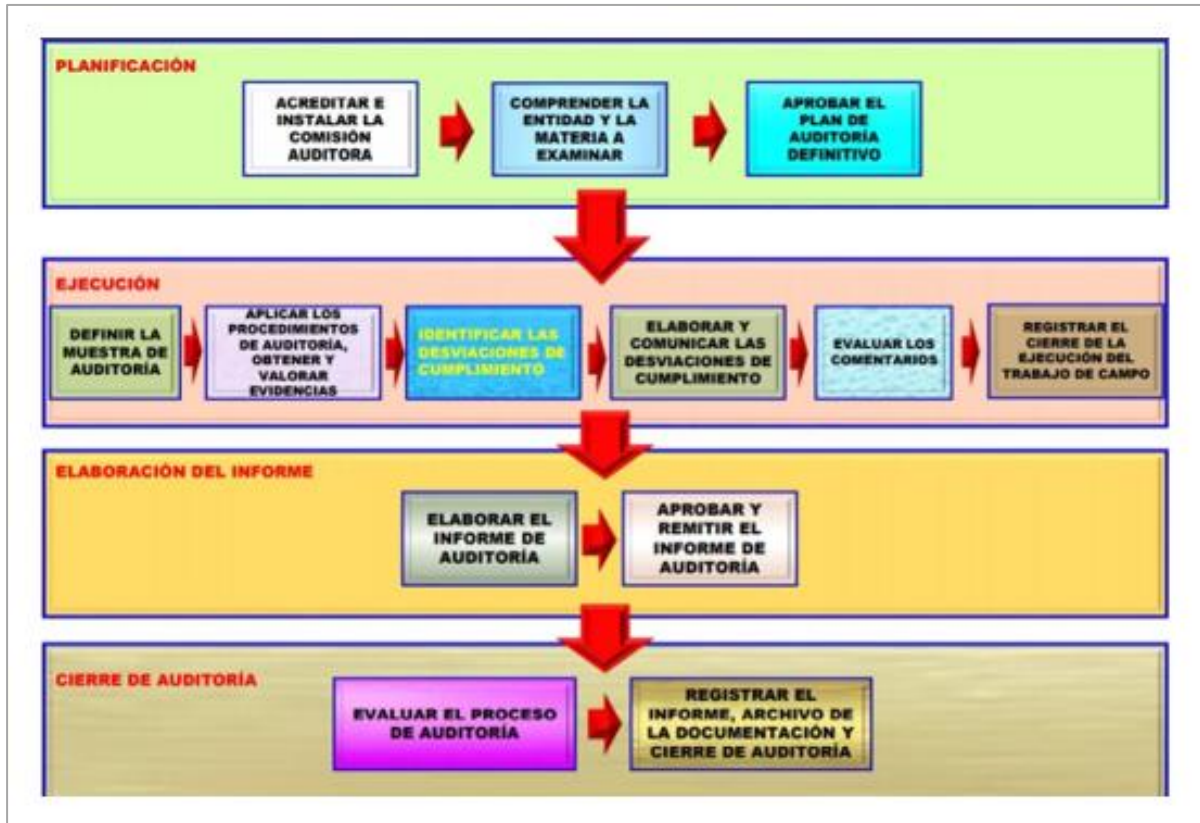 PLANIFICACIÓN
ACREDITAR E
INSTALAR LA
COMISIÓN
AUDITORA
COMPRENDER LA
ENTIDAD Y LA
MATERIA A
EXAMINAR
APROBAR EL
PLAN DE
AUDITORÍA
DEFINITIVO
EJECUCIÓN
DEFINIR LA
MUESTRA DE
AUDITORÍA
APLICAR LOS
PROCEDIMIENTOS
DE AUDITORÍA,
OBTENER Y
VALORAR
EVIDENCIAS
IDENTIFICAR LAS
DESVIACIONES DE
CUMPLIMIENTO
ELABORAR Y
COMUNICAR LAS
DESVIACIONES DE
CUMPLIMIENTO
EVALUAR LOS
COMENTARIOS
REGISTRAR EL
CIERRE DE LA
EJECUCIÓN DEL
TRABAJO DE CAMPO
ELABORACIÓN DEL INFORME
ELABORAR EL
INFORME DE
AUDITORÍA
APROBAR Y
REMITIR EL
INFORME DE
AUDITORÍA
CIERRE DE AUDITORÍA
EVALUAR EL PROCESO
DE AUDITORÍA
REGISTRAR EL
INFORME, ARCHIVO DE
LA DOCUMENTACIÓN Y
CIERRE DE AUDITORÍA